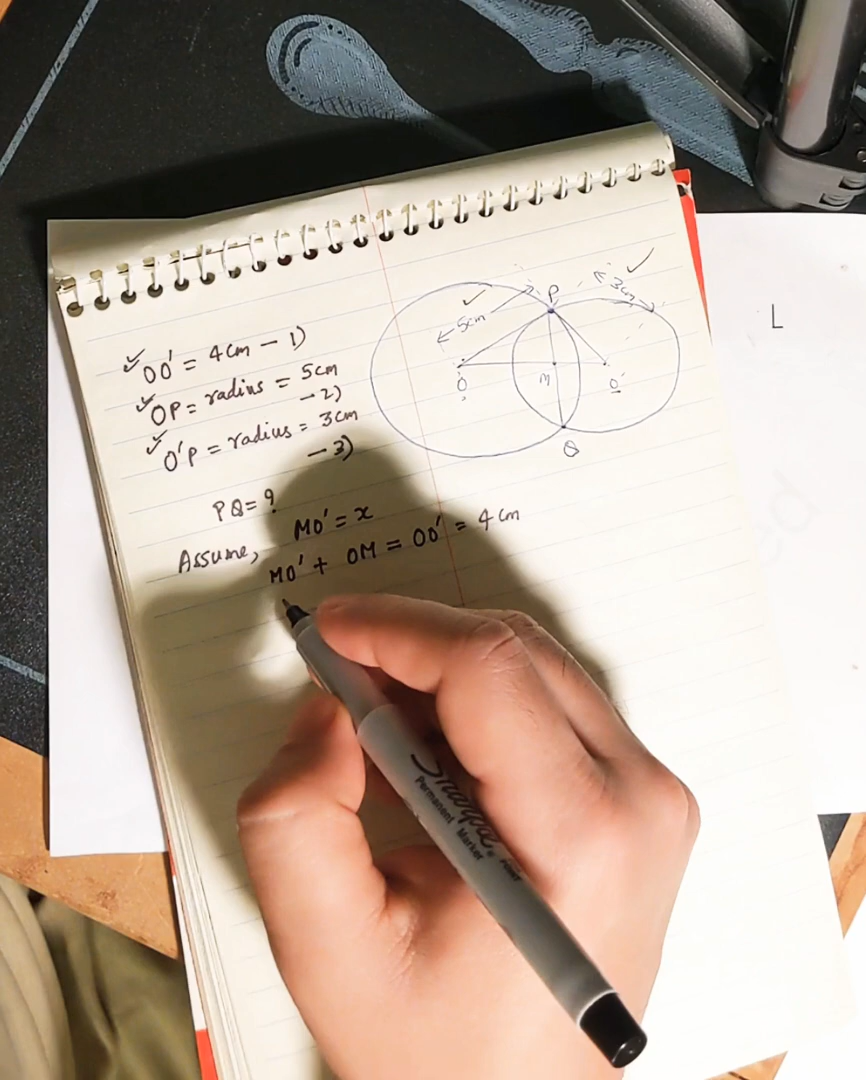 OO' = 4cm - 1)
OP = radius = 5cm
- 2)
O'P = radius = 3cm
- 3)
PQ = ?
Assume, MO' = x
MO' + OM = OO' = 4cm
5cm
P
3cm
O
M
O'
Q
L
Sharpie
Permanent Marker